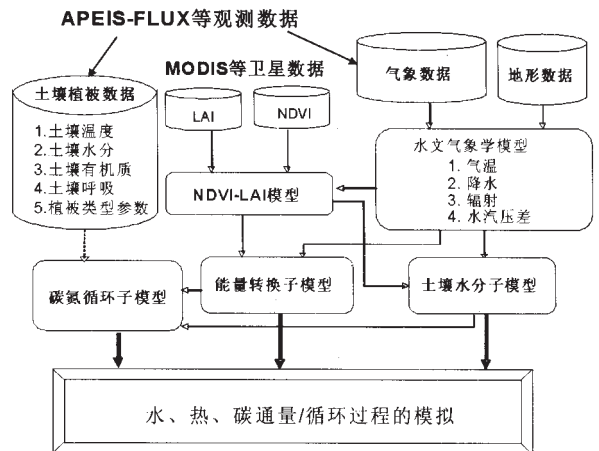 APEIS-FLUX等观测数据
MODIS等卫星数据
气象数据
地形数据
土壤植被数据
1.土壤温度
2.土壤水分
3.土壤有机质
4.土壤呼吸
5.植被类型参数
LAI
NDVI
水文气象学模型
1. 气温
2. 降水
3. 辐射
4. 水汽压差
NDVI-LAI模型
碳氮循环子模型
能量转换子模型
土壤水分子模型
水、热、碳通量/循环过程的模拟